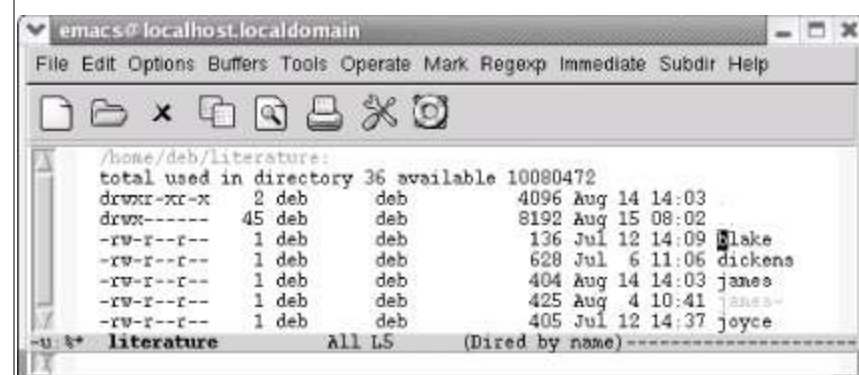 emacs@localhost.localdomain
File Edit Options Buffers Tools Operate Mark Regexp Immediate Subdir Help
/home/deb/literature:
total used in directory 36 available 10080472
drwxr-xr-x 2 deb deb 4096 Aug 14 14:03 .
drwx------ 45 deb deb 8192 Aug 15 08:02 ..
-rw-r--r-- 1 deb deb 136 Jul 12 14:09 blake
-rw-r--r-- 1 deb deb 628 Jul 6 11:06 dickens
-rw-r--r-- 1 deb deb 404 Aug 14 14:03 james
-rw-r--r-- 1 deb deb 425 Aug 4 10:41 james~
-rw-r--r-- 1 deb deb 405 Jul 12 14:37 joyce
-u:%* literature All L5 (Dired by name)---------------------